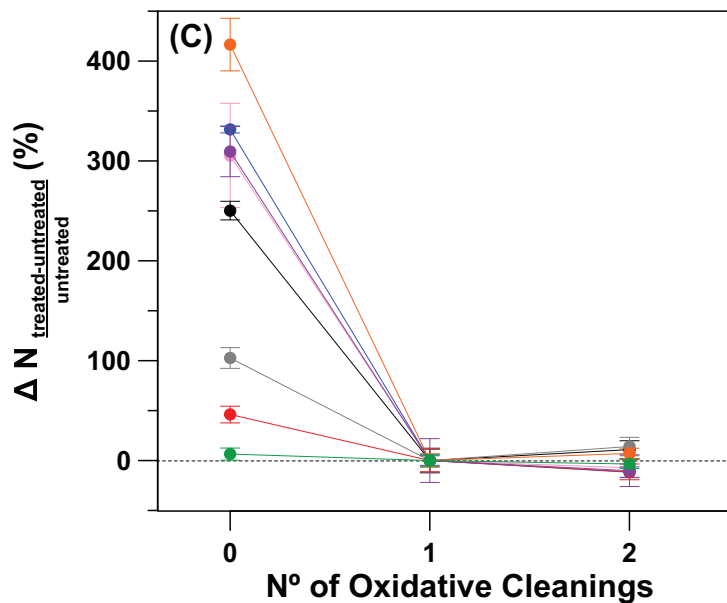 (C)
Δ N treated-untreated (%)
untreated
400
300
200
100
0
0 1 2
Nº of Oxidative Cleanings